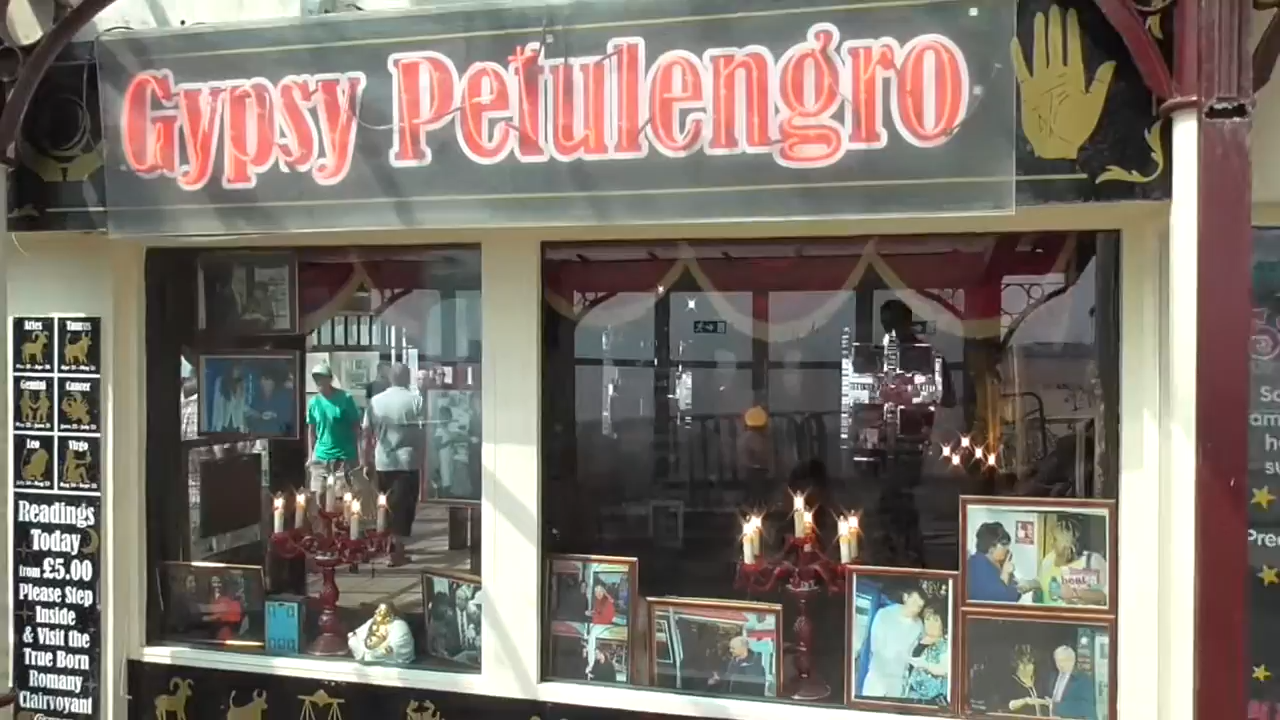 Gypsy Petulengro
Aries
Taurus
Gemini
Cancer
Leo
Virgo
Readings
Today
from £5.00
Please Step
Inside
& Visit the
True Born
Romany
Clairvoyant